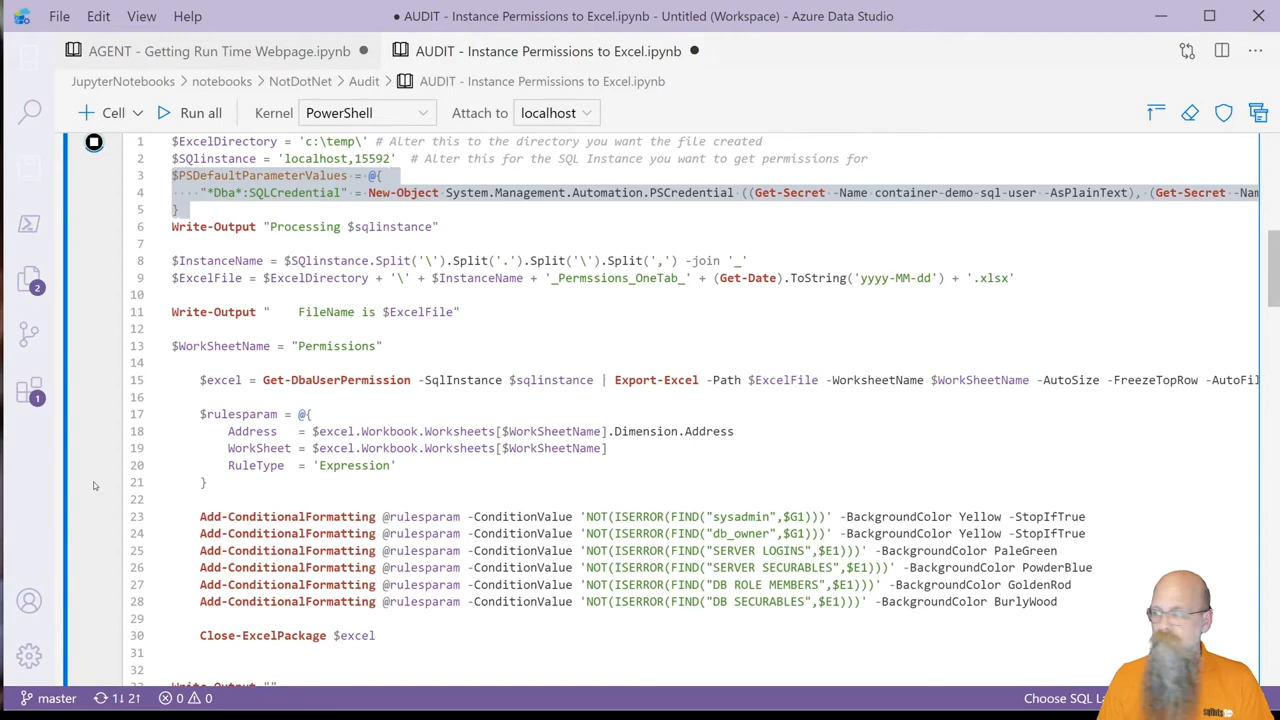 File Edit View Help ● AUDIT - Instance Permissions to Excel.ipynb - Untitled (Workspace) - Azure Data Studio
AGENT - Getting Run Time Webpage.ipynb ● AUDIT - Instance Permissions to Excel.ipynb ●
JupyterNotebooks > notebooks > NotDotNet > Audit > AUDIT - Instance Permissions to Excel.ipynb
Cell Run all Kernel PowerShell Attach to localhost
1 $ExcelDirectory = 'c:\temp\' # Alter this to the directory you want the file created
2 $SQlinstance = 'localhost,15592' # Alter this for the SQL Instance you want to get permissions for
3 $PSDefaultParameterValues = @{
4 ····"*Dba*:SQLCredential" = New-Object System.Management.Automation.PSCredential ((Get-Secret -Name container-demo-sql-user -AsPlainText), (Get-Secret -Nam
5 }
6 Write-Output "Processing $sqlinstance"
7
8 $InstanceName = $SQlinstance.Split('\').Split('.').Split('\').Split(',') -join '_'
9 $ExcelFile = $ExcelDirectory + '\' + $InstanceName + '_Permssions_OneTab_' + (Get-Date).ToString('yyyy-MM-dd') + '.xlsx'
10
11 Write-Output "    FileName is $ExcelFile"
12
13 $WorkSheetName = "Permissions"
14
15 $excel = Get-DbaUserPermission -SqlInstance $sqlinstance | Export-Excel -Path $ExcelFile -WorksheetName $WorkSheetName -AutoSize -FreezeTopRow -AutoFil
16
17 $rulesparam = @{
18 Address = $excel.Workbook.Worksheets[$WorkSheetName].Dimension.Address
19 WorkSheet = $excel.Workbook.Worksheets[$WorkSheetName]
20 RuleType = 'Expression'
21 }
22
23 Add-ConditionalFormatting @rulesparam -ConditionValue 'NOT(ISERROR(FIND("sysadmin",$G1)))' -BackgroundColor Yellow -StopIfTrue
24 Add-ConditionalFormatting @rulesparam -ConditionValue 'NOT(ISERROR(FIND("db_owner",$G1)))' -BackgroundColor Yellow -StopIfTrue
25 Add-ConditionalFormatting @rulesparam -ConditionValue 'NOT(ISERROR(FIND("SERVER LOGINS",$E1)))' -BackgroundColor PaleGreen
26 Add-ConditionalFormatting @rulesparam -ConditionValue 'NOT(ISERROR(FIND("SERVER SECURABLES",$E1)))' -BackgroundColor PowderBlue
27 Add-ConditionalFormatting @rulesparam -ConditionValue 'NOT(ISERROR(FIND("DB ROLE MEMBERS",$E1)))' -BackgroundColor GoldenRod
28 Add-ConditionalFormatting @rulesparam -ConditionValue 'NOT(ISERROR(FIND("DB SECURABLES",$E1)))' -BackgroundColor BurlyWood
29
30 Close-ExcelPackage $excel
31
32
33 Write-Output ""
2
1
master 1↓ 2↑ 0 0 Choose SQL La